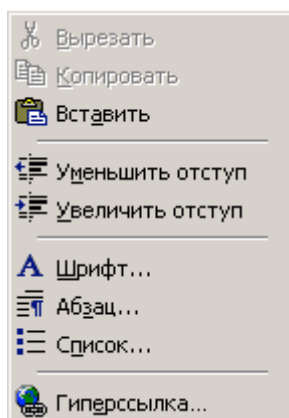 Вырезать
Копировать
Вставить
Уменьшить отступ
Увеличить отступ
Шрифт...
Абзац...
Список...
Гиперссылка...